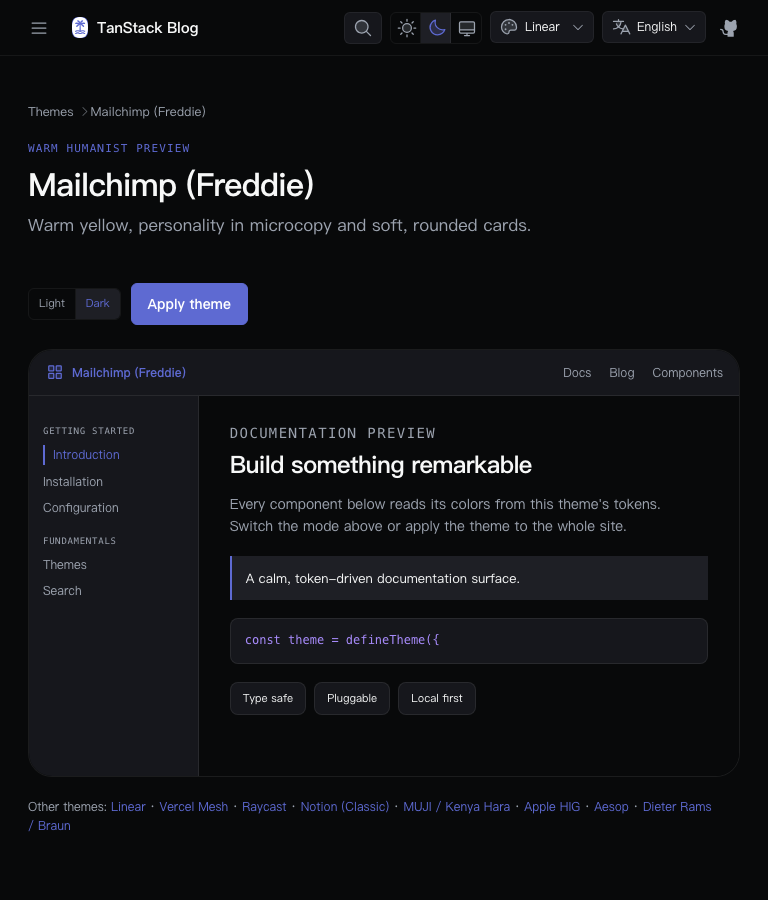 TanStack Blog
Linear
English
Themes
Mailchimp (Freddie)
WARM HUMANIST PREVIEW
Mailchimp (Freddie)
Warm yellow, personality in microcopy and soft, rounded cards.
Light
Dark
Apply theme
Mailchimp (Freddie)
Docs
Blog
Components
GETTING STARTED
Introduction
Installation
Configuration
FUNDAMENTALS
Themes
Search
DOCUMENTATION PREVIEW
Build something remarkable
Every component below reads its colors from this theme's tokens.
Switch the mode above or apply the theme to the whole site.
A calm, token-driven documentation surface.
const theme = defineTheme({
Type safe
Pluggable
Local first
Other themes: Linear · Vercel Mesh · Raycast · Notion (Classic) · MUJI / Kenya Hara · Apple HIG · Aesop · Dieter Rams
/ Braun